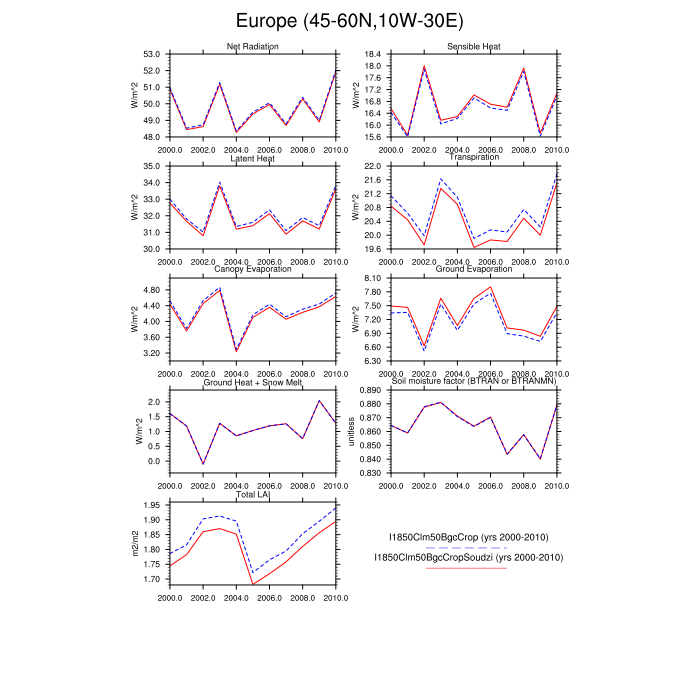 Europe (45-60N,10W-30E)
Net Radiation
53.0
52.0
51.0
50.0
49.0
48.0
W/m^2
2000.0 2002.0 2004.0 2006.0 2008.0 2010.0
Sensible Heat
18.4
18.0
17.6
17.2
16.8
16.4
16.0
15.6
W/m^2
2000.0 2002.0 2004.0 2006.0 2008.0 2010.0
Latent Heat
35.0
34.0
33.0
32.0
31.0
30.0
W/m^2
2000.0 2002.0 2004.0 2006.0 2008.0 2010.0
Transpiration
22.0
21.6
21.2
20.8
20.4
20.0
19.6
W/m^2
2000.0 2002.0 2004.0 2006.0 2008.0 2010.0
Canopy Evaporation
4.80
4.40
4.00
3.60
3.20
W/m^2
2000.0 2002.0 2004.0 2006.0 2008.0 2010.0
Ground Evaporation
8.10
7.80
7.50
7.20
6.90
6.60
6.30
W/m^2
2000.0 2002.0 2004.0 2006.0 2008.0 2010.0
Ground Heat + Snow Melt
2.0
1.5
1.0
0.5
0.0
W/m^2
2000.0 2002.0 2004.0 2006.0 2008.0 2010.0
Soil moisture factor (BTRAN or BTRANMN)
0.890
0.880
0.870
0.860
0.850
0.840
0.830
unitless
2000.0 2002.0 2004.0 2006.0 2008.0 2010.0
Total LAI
1.95
1.90
1.85
1.80
1.75
1.70
m2/m2
2000.0 2002.0 2004.0 2006.0 2008.0 2010.0
I1850Clm50BgcCrop (yrs 2000-2010)
I1850Clm50BgcCropSoudzi (yrs 2000-2010)